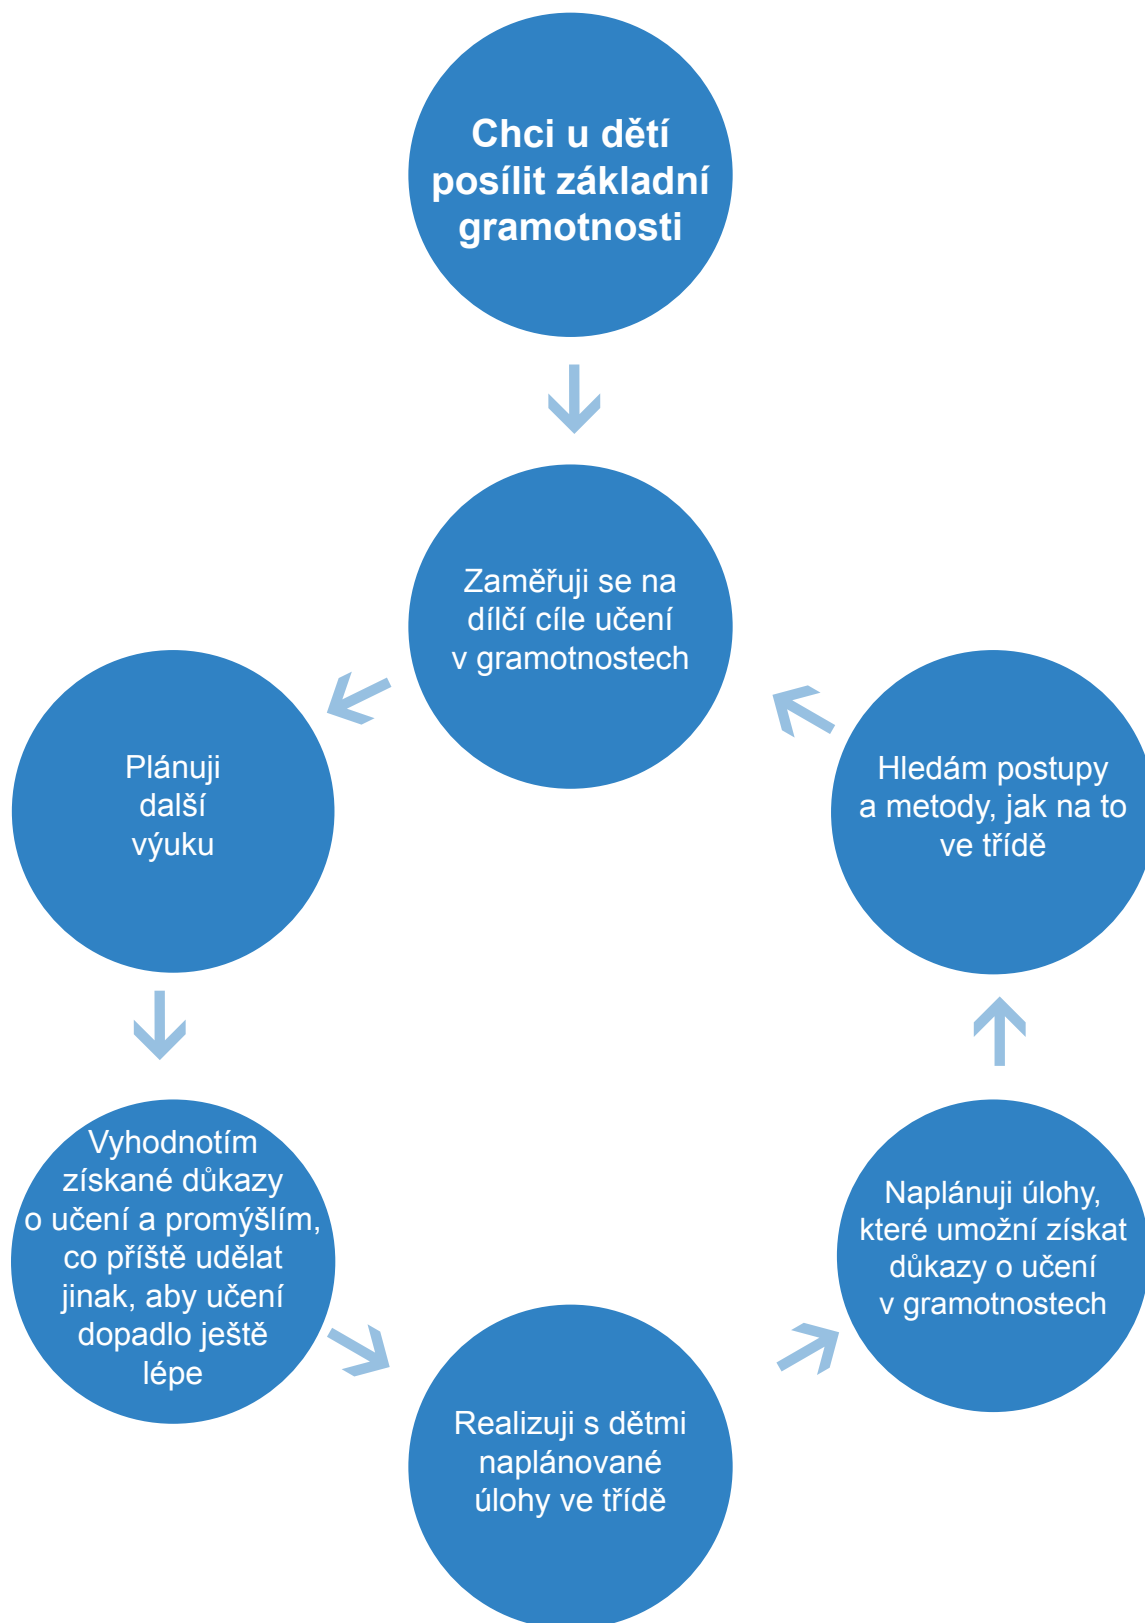 Chci u dětí
posílit základní
gramotnosti
Zaměřuji se na
dílčí cíle učení
v gramotnostech
Plánuji
další
výuku
Hledám postupy
a metody, jak na to
ve třídě
Vyhodnotím
získané důkazy
o učení a promýšlím,
co příště udělat
jinak, aby učení
dopadlo ještě
lépe
Naplánuji úlohy,
které umožní získat
důkazy o učení
v gramotnostech
Realizuji s dětmi
naplánované
úlohy ve třídě